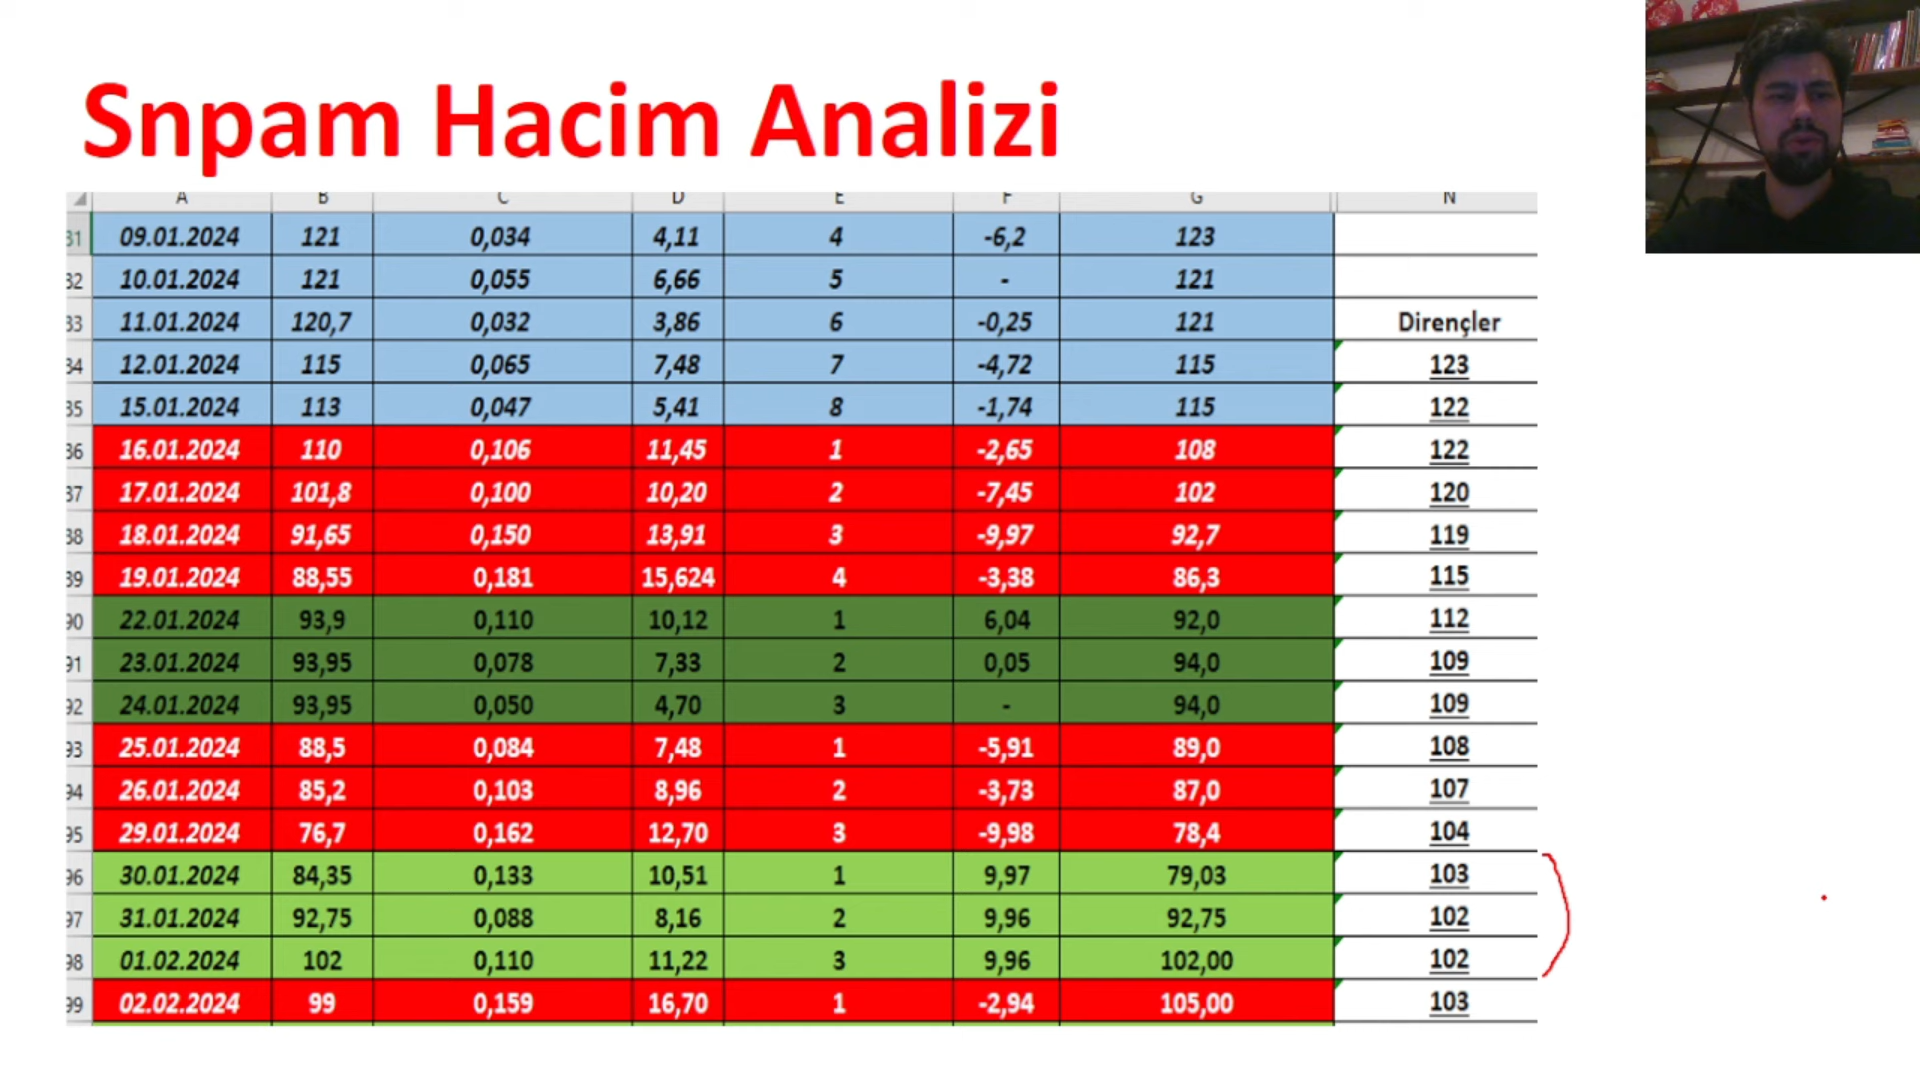 Snpam Hacim Analizi
A B C D E F G N
31 09.01.2024 121 0,034 4,11 4 -6,2 123
32 10.01.2024 121 0,055 6,66 5 - 121
33 11.01.2024 120,7 0,032 3,86 6 -0,25 121 Dirençler
34 12.01.2024 115 0,065 7,48 7 -4,72 115 123
35 15.01.2024 113 0,047 5,41 8 -1,74 115 122
36 16.01.2024 110 0,106 11,45 1 -2,65 108 122
37 17.01.2024 101,8 0,100 10,20 2 -7,45 102 120
38 18.01.2024 91,65 0,150 13,91 3 -9,97 92,7 119
39 19.01.2024 88,55 0,181 15,624 4 -3,38 86,3 115
90 22.01.2024 93,9 0,110 10,12 1 6,04 92,0 112
91 23.01.2024 93,95 0,078 7,33 2 0,05 94,0 109
92 24.01.2024 93,95 0,050 4,70 3 - 94,0 109
93 25.01.2024 88,5 0,084 7,48 1 -5,91 89,0 108
94 26.01.2024 85,2 0,103 8,96 2 -3,73 87,0 107
95 29.01.2024 76,7 0,162 12,70 3 -9,98 78,4 104
96 30.01.2024 84,35 0,133 10,51 1 9,97 79,03 103
97 31.01.2024 92,75 0,088 8,16 2 9,96 92,75 102
98 01.02.2024 102 0,110 11,22 3 9,96 102,00 102
99 02.02.2024 99 0,159 16,70 1 -2,94 105,00 103